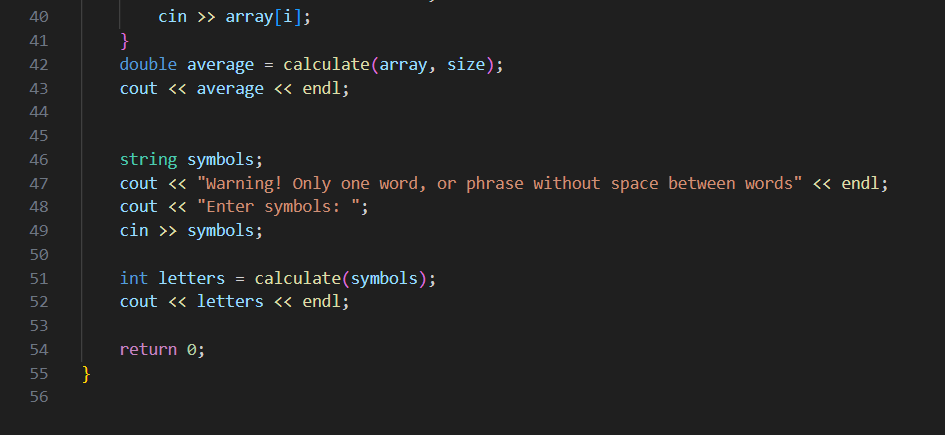 40 cin >> array[i];
41 }
42 double average = calculate(array, size);
43 cout << average << endl;
44
45
46 string symbols;
47 cout << "Warning! Only one word, or phrase without space between words" << endl;
48 cout << "Enter symbols: ";
49 cin >> symbols;
50
51 int letters = calculate(symbols);
52 cout << letters << endl;
53
54 return 0;
55 }
56